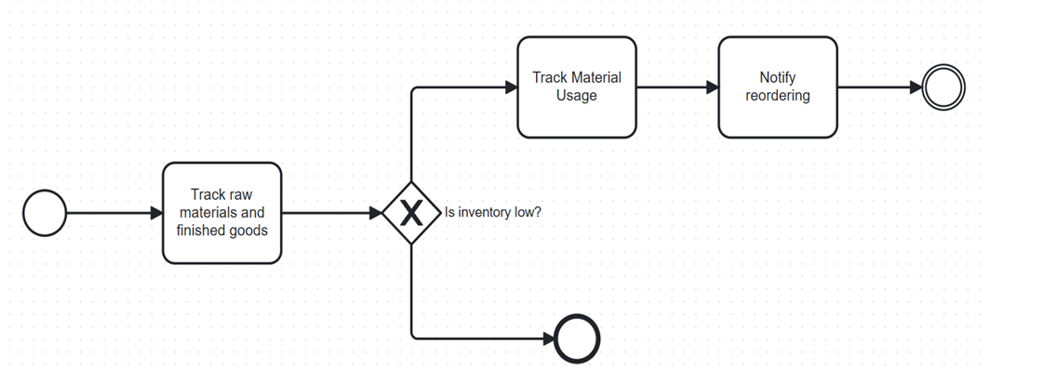 Track Material
Usage
Notify
reordering
Track raw
materials and
finished goods
Is inventory low?